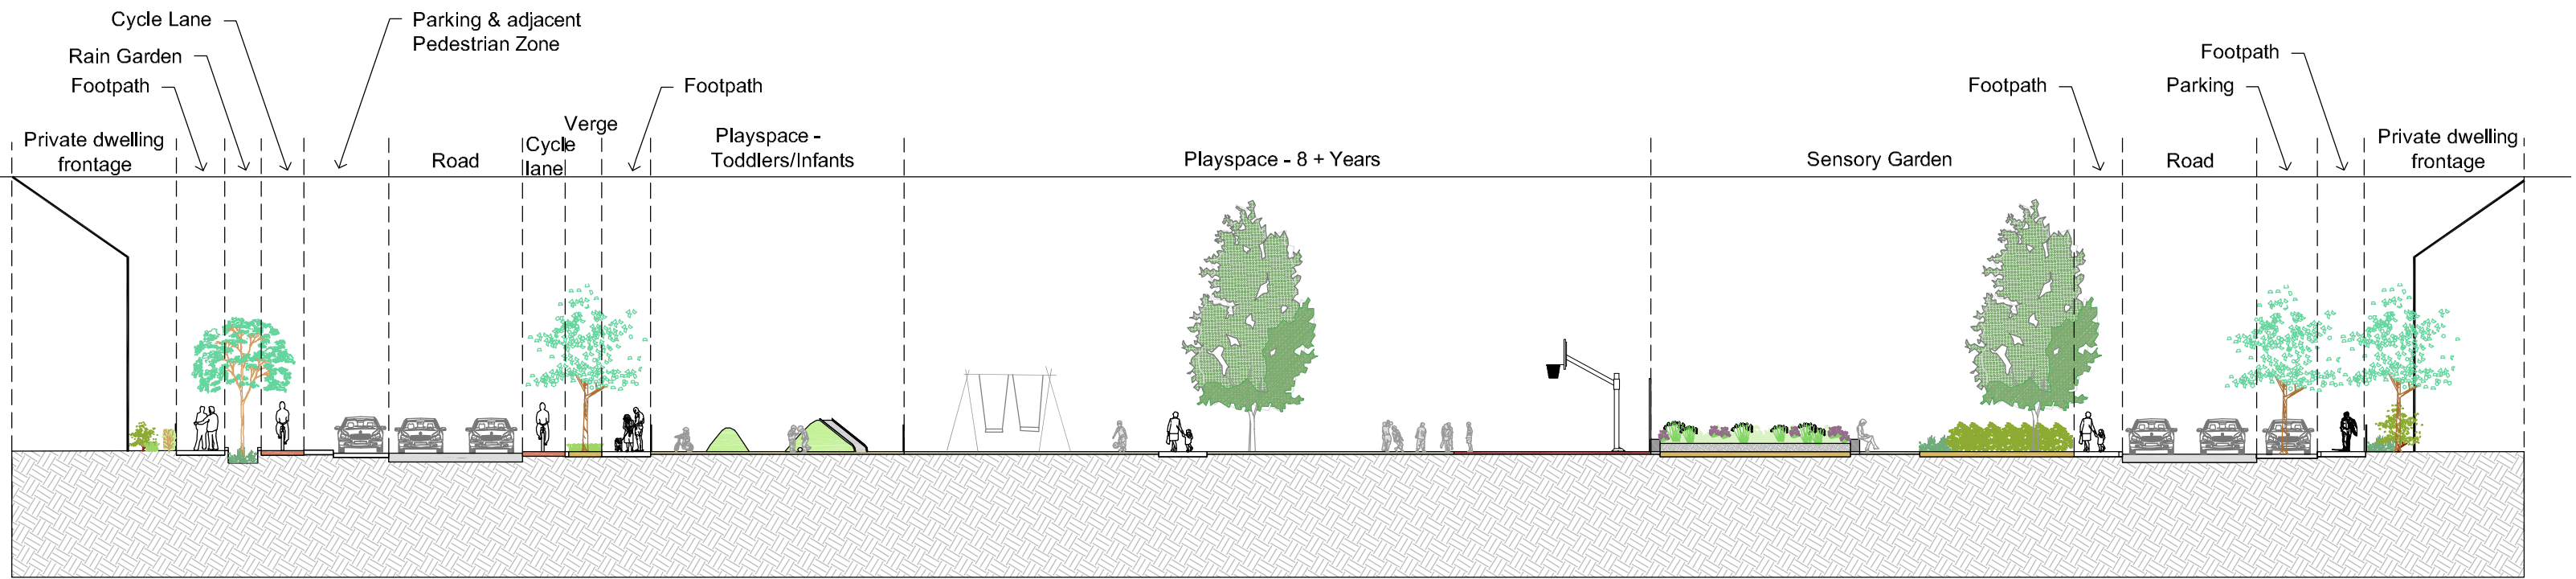 Cycle Lane
Parking & adjacent
Pedestrian Zone
Rain Garden
Footpath
Footpath
Footpath
Footpath
Parking
Private dwelling
frontage
Road
Cycle
lane
Verge
Playspace -
Toddlers/Infants
Playspace - 8 + Years
Sensory Garden
Road
Private dwelling
frontage